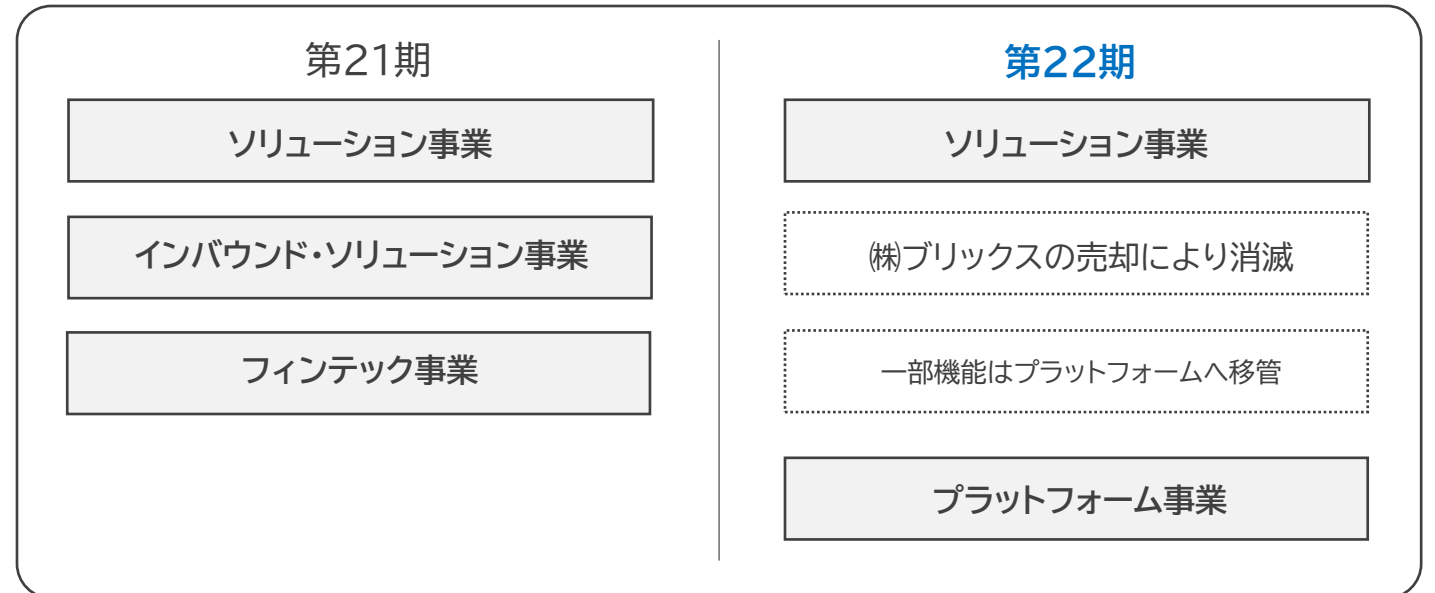 第21期
ソリューション事業
インバウンド・ソリューション事業
フィンテック事業
第22期
ソリューション事業
㈱ブリックスの売却により消滅
一部機能はプラットフォームへ移管
プラットフォーム事業